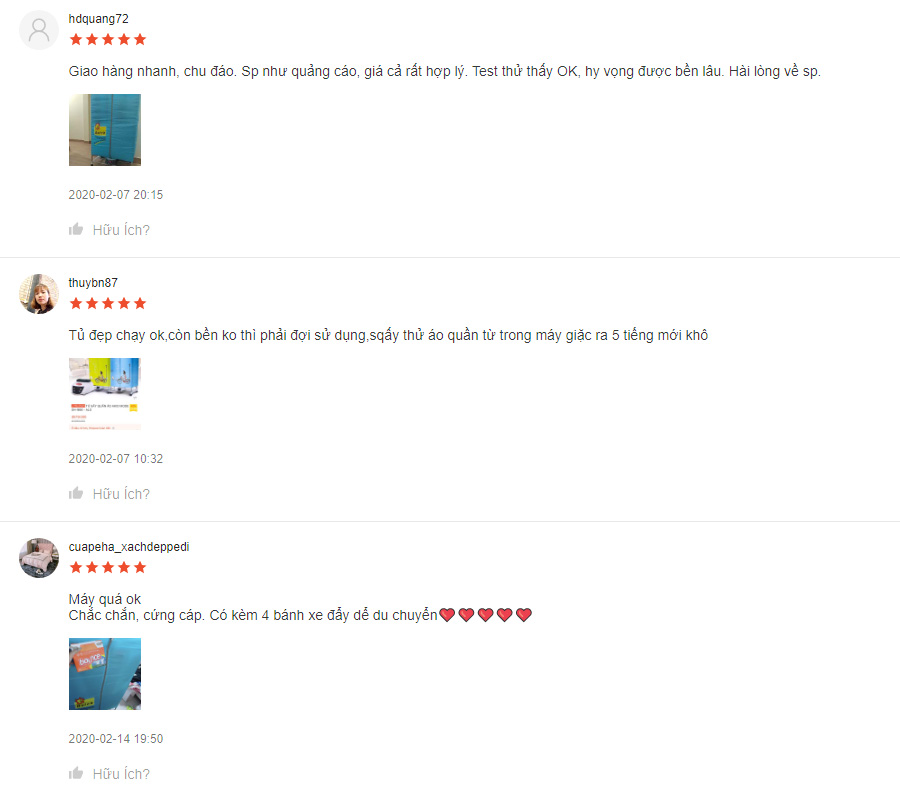 hdquang72
Giao hàng nhanh, chu đáo. Sp như quảng cáo, giá cả rất hợp lý. Test thử thấy OK, hy vọng được bền lâu. Hài lòng về sp.
2020-02-07 20:15
Hữu Ích?
thuybn87
Tủ đẹp chạy ok,còn bền ko thì phải đợi sử dụng,sqấy thử áo quần từ trong máy giặc ra 5 tiếng mới khô
2020-02-07 10:32
Hữu Ích?
cuapeha_xachdeppedi
Máy quá ok
Chắc chắn, cứng cáp. Có kèm 4 bánh xe đẩy dể du chuyển❤❤❤❤❤
2020-02-14 19:50
Hữu Ích?